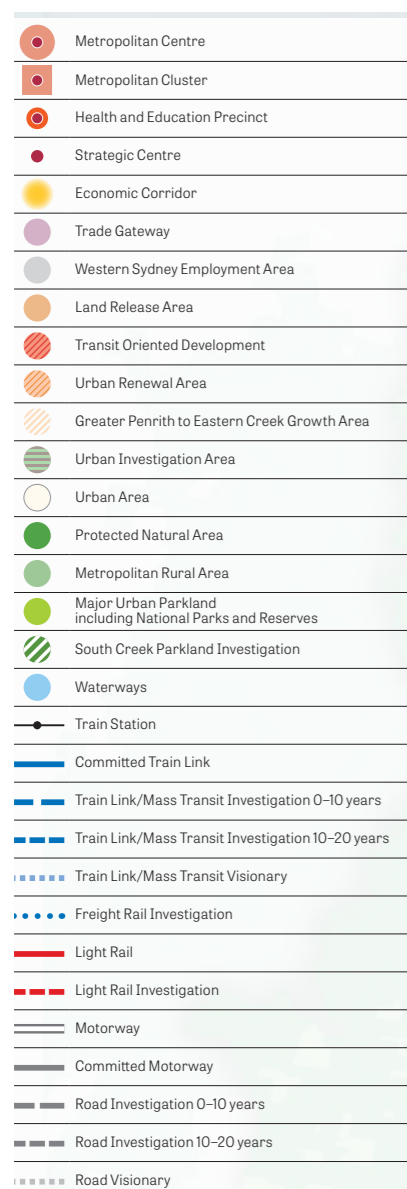 Metropolitan Centre
Metropolitan Cluster
Health and Education Precinct
Strategic Centre
Economic Corridor
Trade Gateway
Western Sydney Employment Area
Land Release Area
Transit Oriented Development
Urban Renewal Area
Greater Penrith to Eastern Creek Growth Area
Urban Investigation Area
Urban Area
Protected Natural Area
Metropolitan Rural Area
Major Urban Parkland
including National Parks and Reserves
South Creek Parkland Investigation
Waterways
Train Station
Committed Train Link
Train Link/Mass Transit Investigation 0–10 years
Train Link/Mass Transit Investigation 10–20 years
Train Link/Mass Transit Visionary
Freight Rail Investigation
Light Rail
Light Rail Investigation
Motorway
Committed Motorway
Road Investigation 0–10 years
Road Investigation 10–20 years
Road Visionary